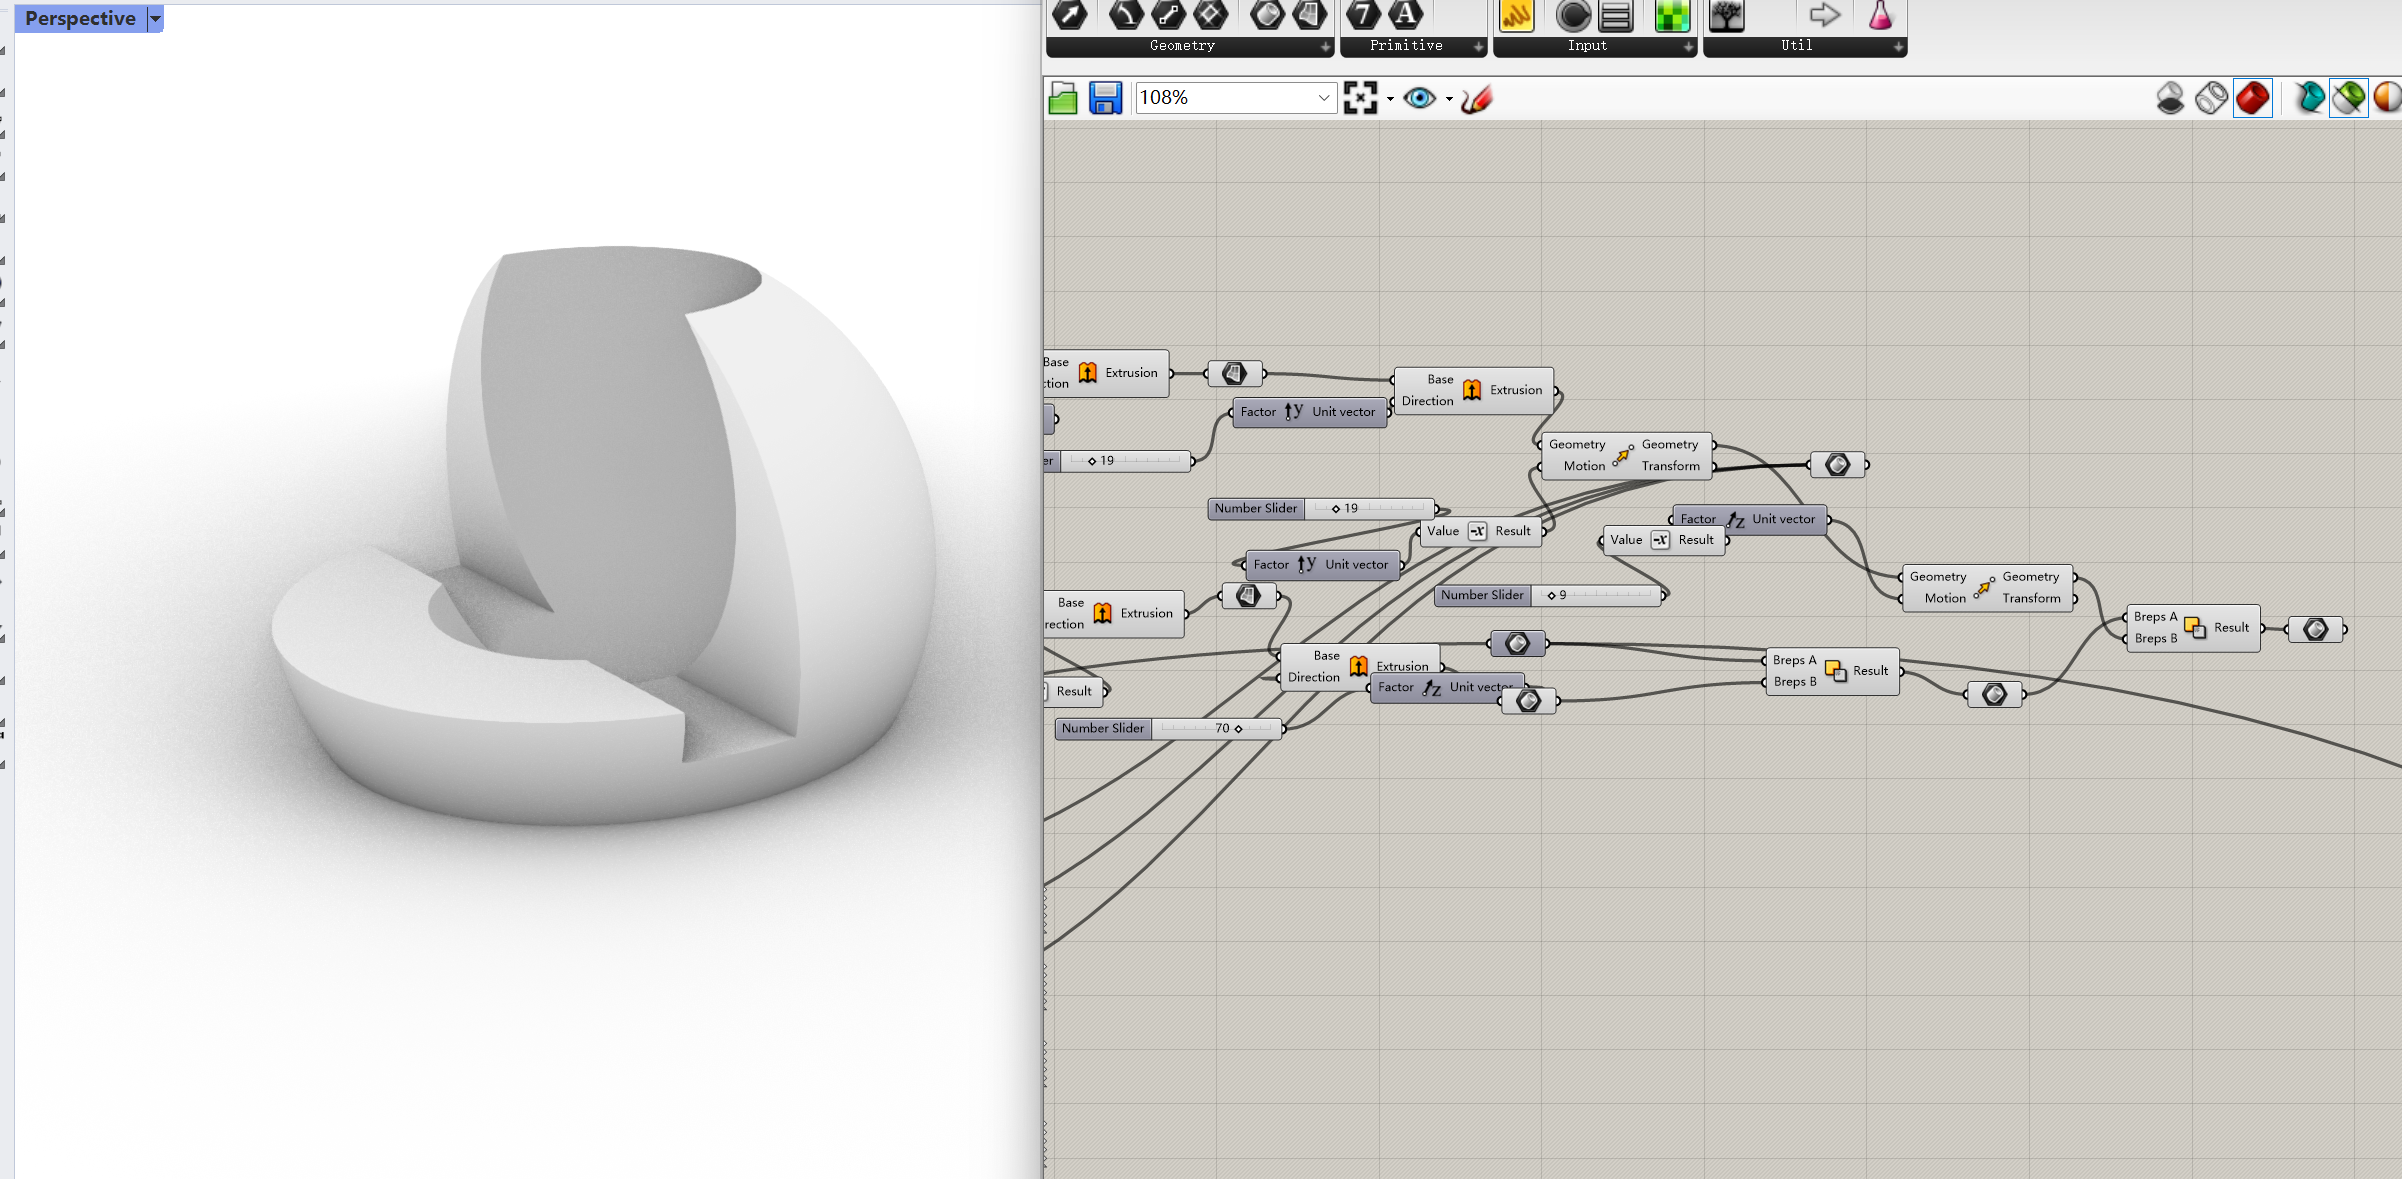 Perspective
Geometry
Primitive
Input
Util
108%
Base
ction
Extrusion
Base
Direction
Extrusion
Factor
Unit vector
er
19
Geometry
Motion
Geometry
Transform
Number Slider
19
Value
Result
Factor
Unit vector
Value
Result
Factor
Unit vector
Number Slider
9
Geometry
Motion
Geometry
Transform
Base
rection
Extrusion
Breps A
Breps B
Result
Base
Direction
Extrusion
Factor
Unit vector
Breps A
Breps B
Result
Result
Number Slider
70